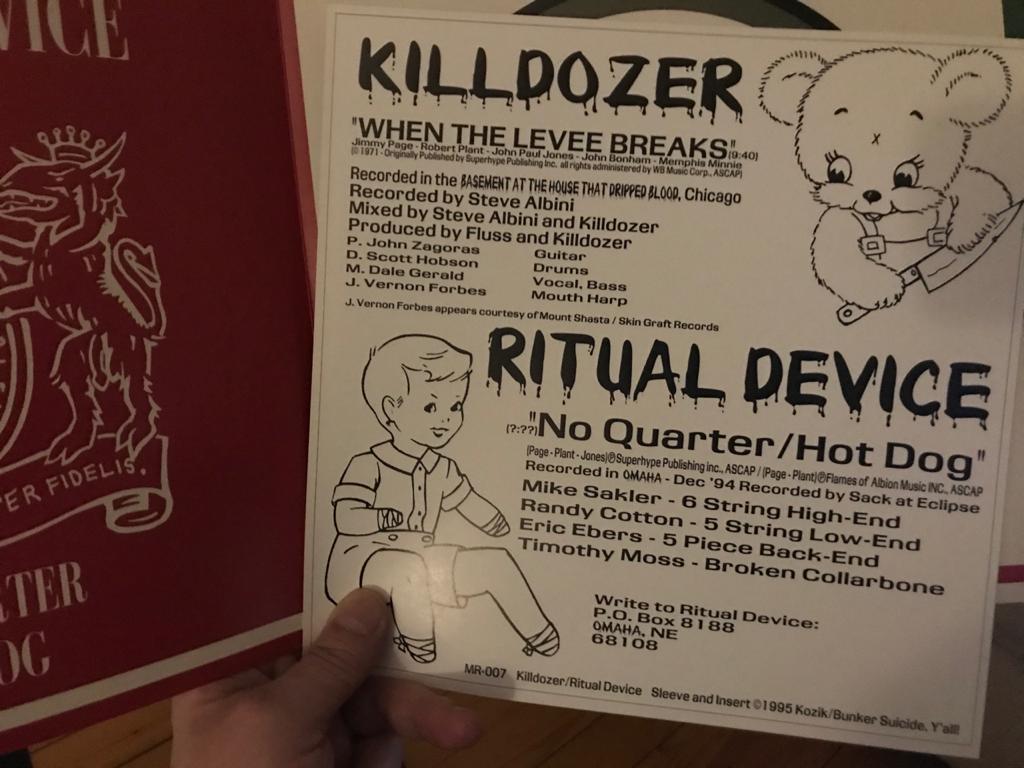 VICE
ER FIDELIS.
TER
OG
KILLDOZER
"WHEN THE LEVEE BREAKS"(9:40)
Jimmy Page - Robert Plant - John Paul Jones - John Bonham - Memphis Minnie
(© 1971 - Originally Published by Superhype Publishing Inc. all rights administered by WB Music Corp., ASCAP)
Recorded in the BASEMENT AT THE HOUSE THAT DRIPPED BLOOD, Chicago
Recorded by Steve Albini
Mixed by Steve Albini and Killdozer
Produced by Fluss and Killdozer
P. John Zagoras Guitar
D. Scott Hobson Drums
M. Dale Gerald Vocal, Bass
J. Vernon Forbes Mouth Harp
J. Vernon Forbes appears courtesy of Mount Shasta / Skin Graft Records
RITUAL DEVICE
(?:??)"No Quarter/Hot Dog"
(Page - Plant - Jones)℗Superhype Publishing Inc., ASCAP / (Page - Plant)℗Flames of Albion Music INC., ASCAP
Recorded in OMAHA - Dec '94 Recorded by Sack at Eclipse
Mike Sakler - 6 String High-End
Randy Cotton - 5 String Low-End
Eric Ebers - 5 Piece Back-End
Timothy Moss - Broken Collarbone
Write to Ritual Device:
P.O. Box 8188
OMAHA, NE
68108
MR-007 Killdozer/Ritual Device Sleeve and Insert ©1995 Kozik/Bunker Suicide, Y'all!